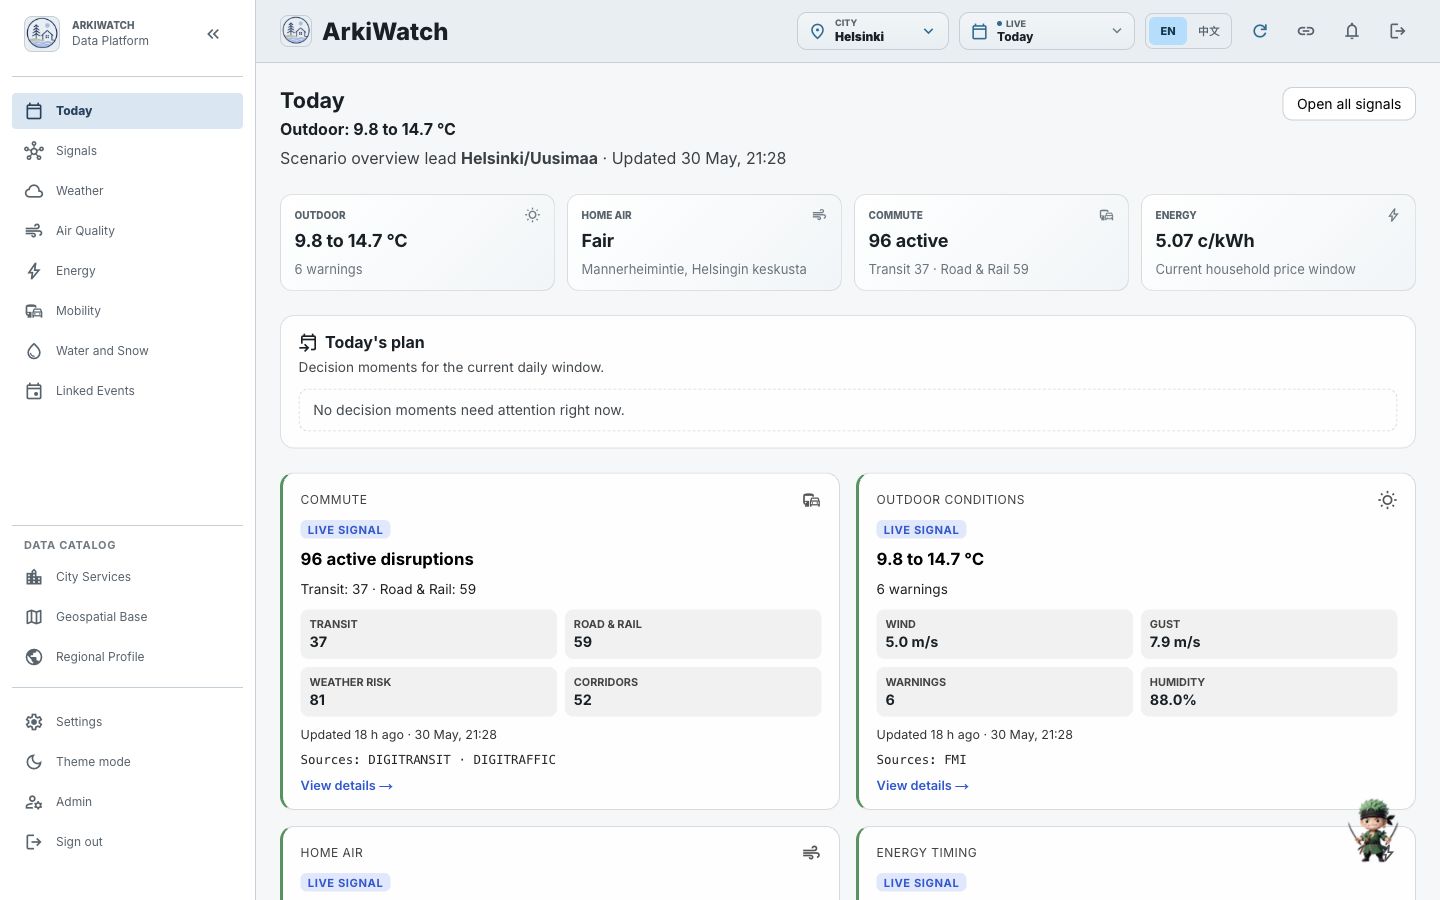 ARKIWATCH
Data Platform
Today
Signals
Weather
Air Quality
Energy
Mobility
Water and Snow
Linked Events
DATA CATALOG
City Services
Geospatial Base
Regional Profile
Settings
Theme mode
Admin
Sign out
ArkiWatch
CITY
Helsinki
LIVE
Today
EN
中文
Today
Outdoor: 9.8 to 14.7 °C
Scenario overview lead Helsinki/Uusimaa · Updated 30 May, 21:28
Open all signals
OUTDOOR
9.8 to 14.7 °C
6 warnings
HOME AIR
Fair
Mannerheimintie, Helsingin keskusta
COMMUTE
96 active
Transit 37 · Road & Rail 59
ENERGY
5.07 c/kWh
Current household price window
Today's plan
Decision moments for the current daily window.
No decision moments need attention right now.
COMMUTE
LIVE SIGNAL
96 active disruptions
Transit: 37 · Road & Rail: 59
TRANSIT
37
ROAD & RAIL
59
WEATHER RISK
81
CORRIDORS
52
Updated 18 h ago · 30 May, 21:28
Sources: DIGITRANSIT · DIGITRAFFIC
View details →
OUTDOOR CONDITIONS
LIVE SIGNAL
9.8 to 14.7 °C
6 warnings
WIND
5.0 m/s
GUST
7.9 m/s
WARNINGS
6
HUMIDITY
88.0%
Updated 18 h ago · 30 May, 21:28
Sources: FMI
View details →
HOME AIR
LIVE SIGNAL
ENERGY TIMING
LIVE SIGNAL